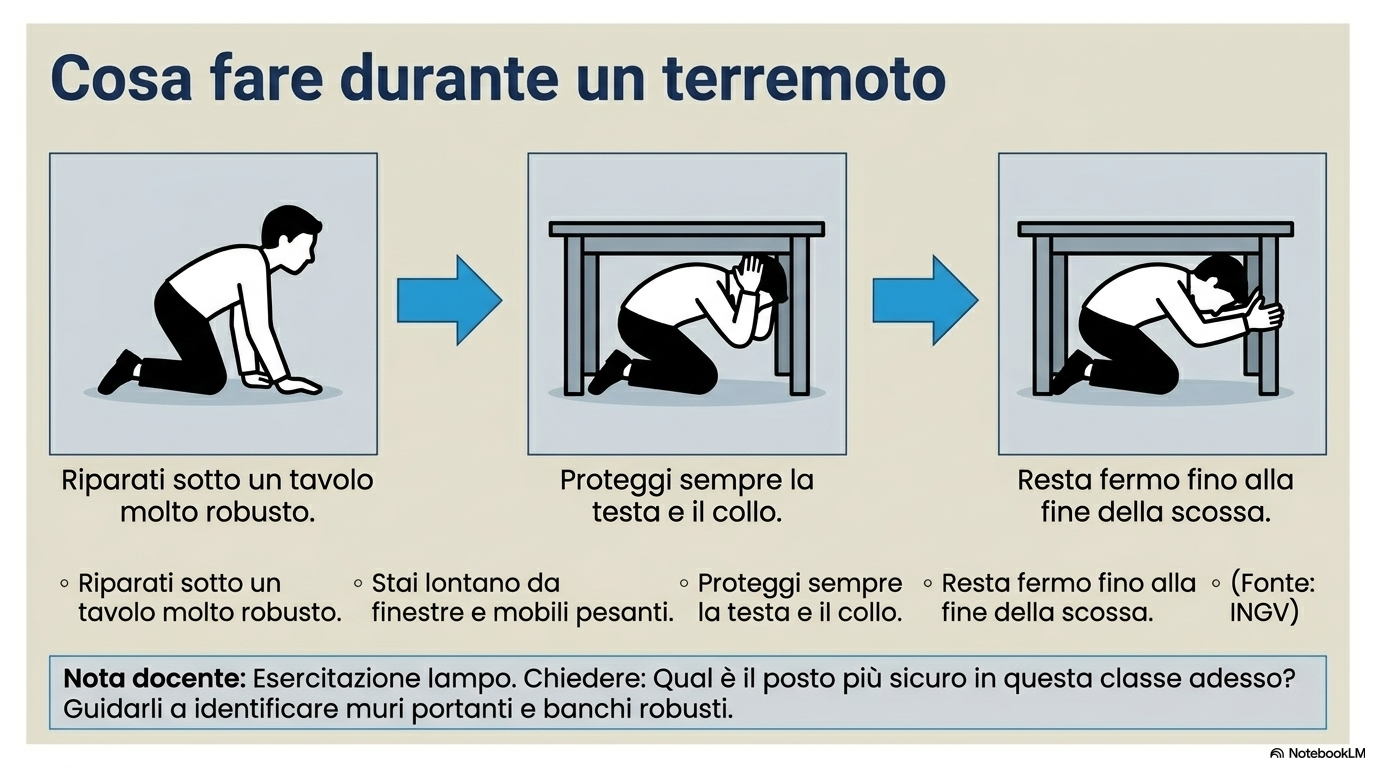 Cosa fare durante un terremoto
Riparati sotto un tavolo
molto robusto.
Proteggi sempre la
testa e il collo.
Resta fermo fino alla
fine della scossa.
◦ Riparati sotto un
tavolo molto robusto.
◦ Stai lontano da
finestre e mobili pesanti.
◦ Proteggi sempre
la testa e il collo.
◦ Resta fermo fino alla
fine della scossa.
◦ (Fonte:
INGV)
Nota docente: Esercitazione lampo. Chiedere: Qual è il posto più sicuro in questa classe adesso?
Guidarli a identificare muri portanti e banchi robusti.
NotebookLM